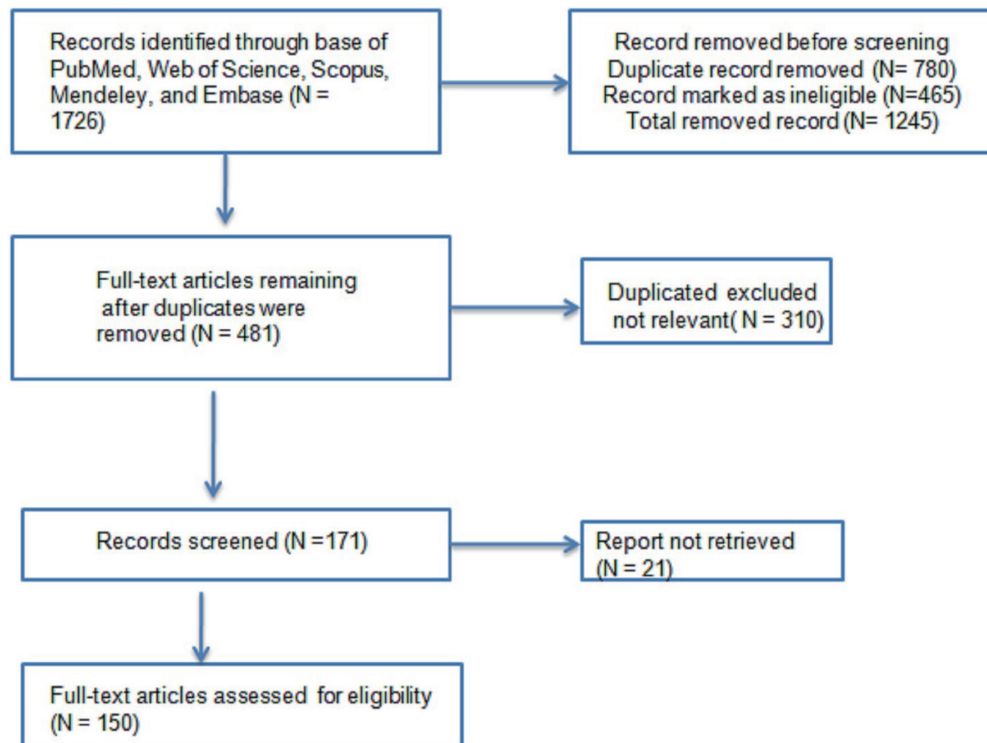 Records identified through base of
PubMed, Web of Science, Scopus,
Mendeley, and Embase (N =
1726)
Record removed before screening
Duplicate record removed (N= 780)
Record marked as ineligible (N=465)
Total removed record (N= 1245)
Full-text articles remaining
after duplicates were
removed (N = 481)
Duplicated excluded
not relevant( N = 310)
Records screened (N =171)
Report not retrieved
(N = 21)
Full-text articles assessed for eligibility
(N = 150)